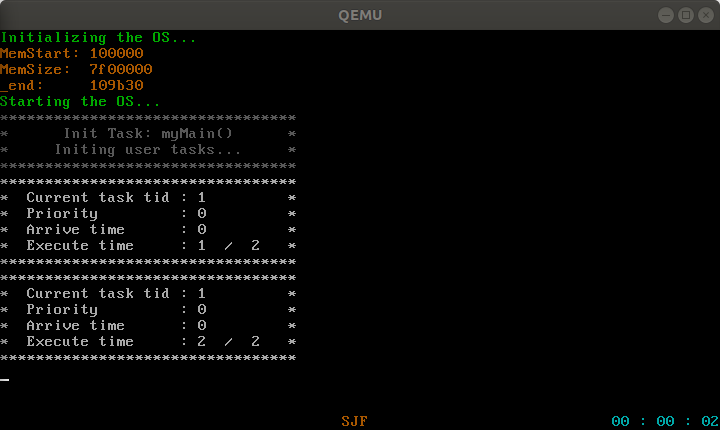 QEMU
Initializing the OS...
MemStart: 100000
MemSize:  7f00000
_end:     109b30
Starting the OS...
*********************************
*      Init Task: myMain()      *
*     Initing user tasks...     *
*********************************
*********************************
*  Current task tid : 1         *
*  Priority         : 0         *
*  Arrive time      : 0         *
*  Execute time     : 1  /  2   *
*********************************
*********************************
*  Current task tid : 1         *
*  Priority         : 0         *
*  Arrive time      : 0         *
*  Execute time     : 2  /  2   *
*********************************
_
SJF
00 : 00 : 02